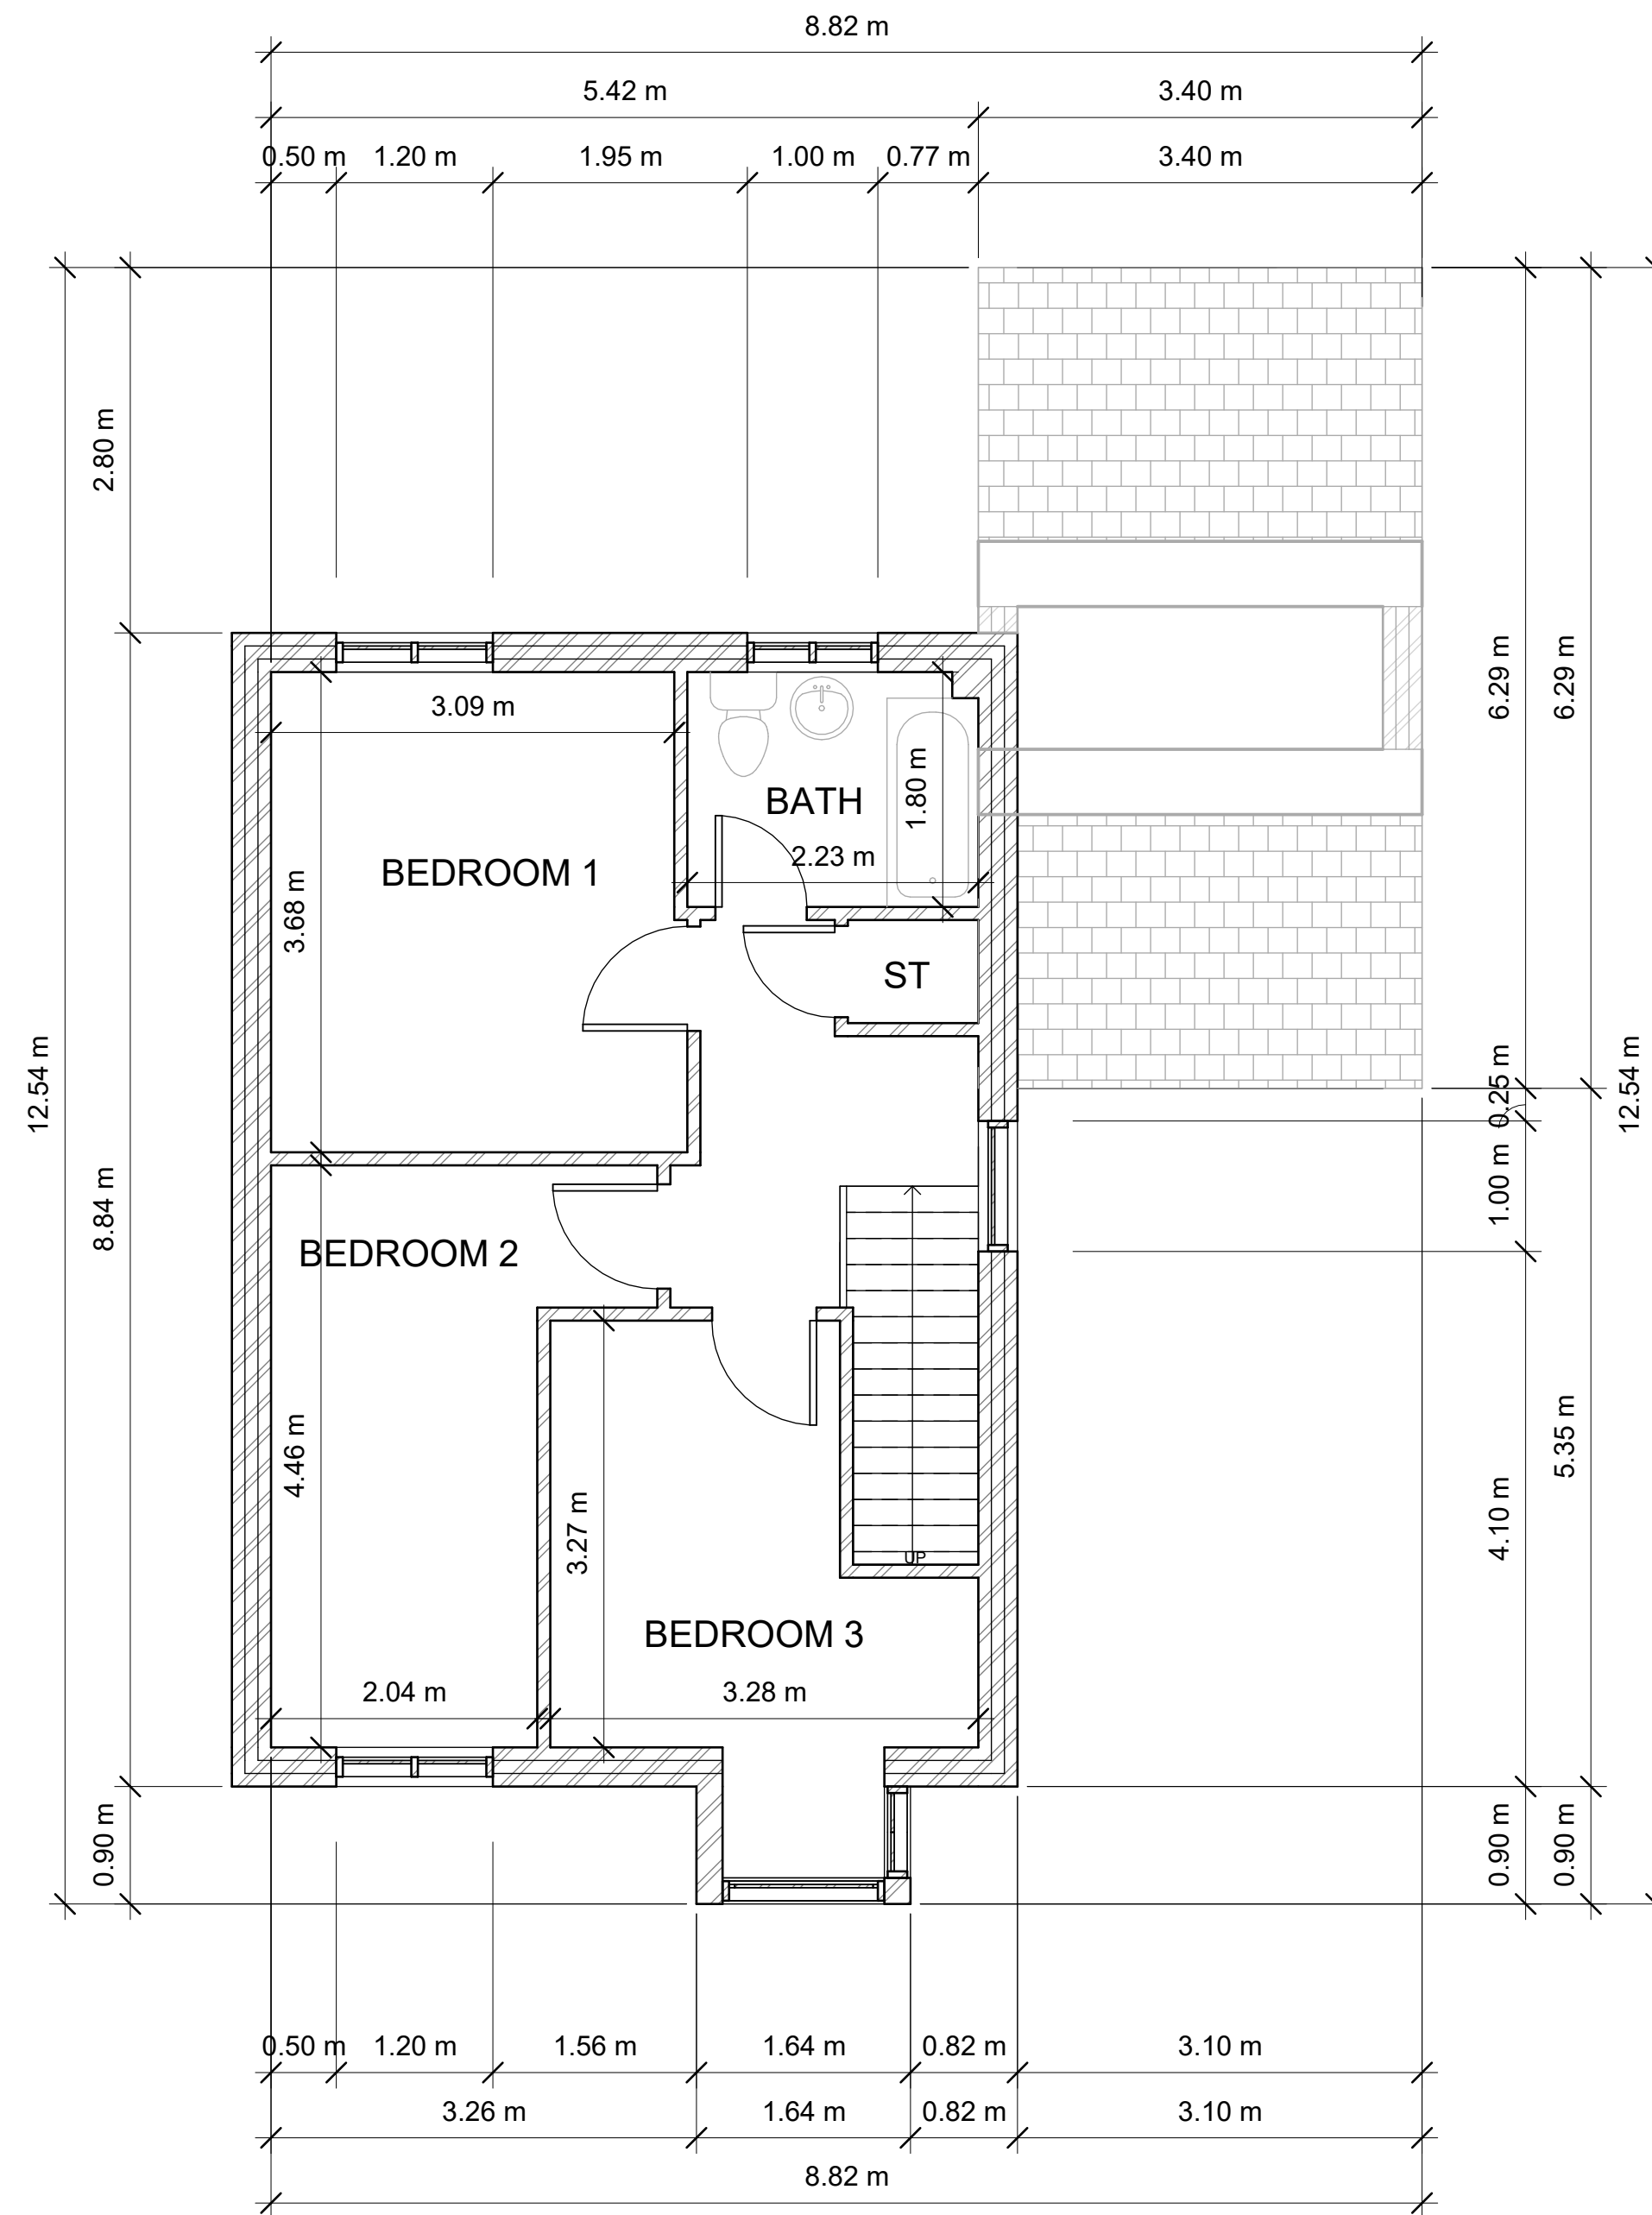 8.82 m
5.42 m
3.40 m
0.50 m
1.20 m
1.95 m
1.00 m
0.77 m
3.40 m
2.80 m
6.29 m
6.29 m
3.09 m
BATH
1.80 m
2.23 m
BEDROOM 1
3.68 m
ST
12.54 m
0.25 m
12.54 m
8.84 m
1.00 m
BEDROOM 2
4.46 m
3.27 m
5.35 m
4.10 m
UP
BEDROOM 3
2.04 m
3.28 m
0.90 m
0.90 m
0.90 m
0.50 m
1.20 m
1.56 m
1.64 m
0.82 m
3.10 m
3.26 m
1.64 m
0.82 m
3.10 m
8.82 m